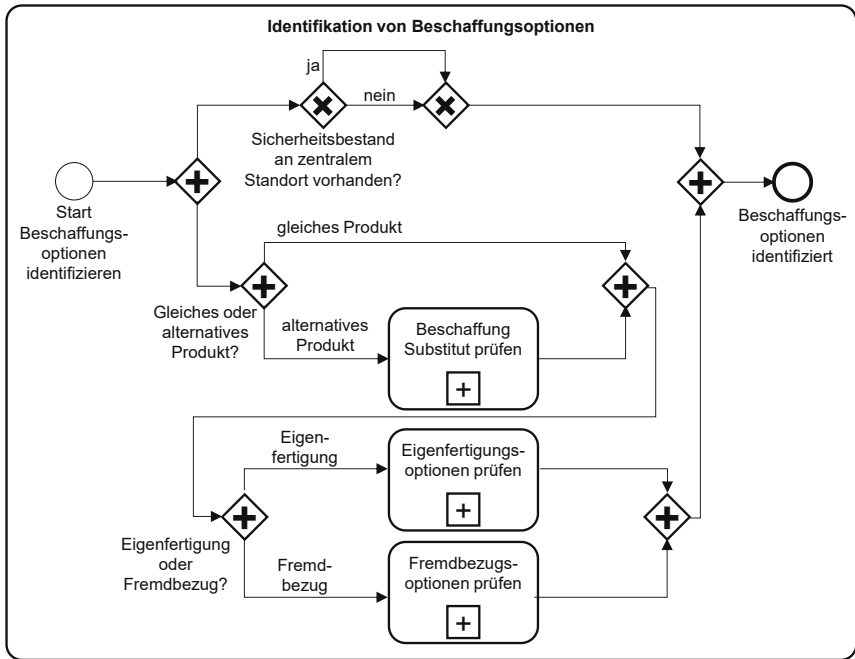 Identifikation von Beschaffungsoptionen
ja
nein
Sicherheitsbestand
an zentralem
Standort vorhanden?
Start
Beschaffungs-
optionen
identifizieren
Beschaffungs-
optionen
identifiziert
gleiches Produkt
Gleiches oder
alternatives
Produkt?
alternatives
Produkt
Beschaffung
Substitut prüfen
Eigen-
fertigung
Eigenfertigungs-
optionen prüfen
Eigenfertigung
oder
Fremdbezug?
Fremd-
bezug
Fremdbezugs-
optionen prüfen